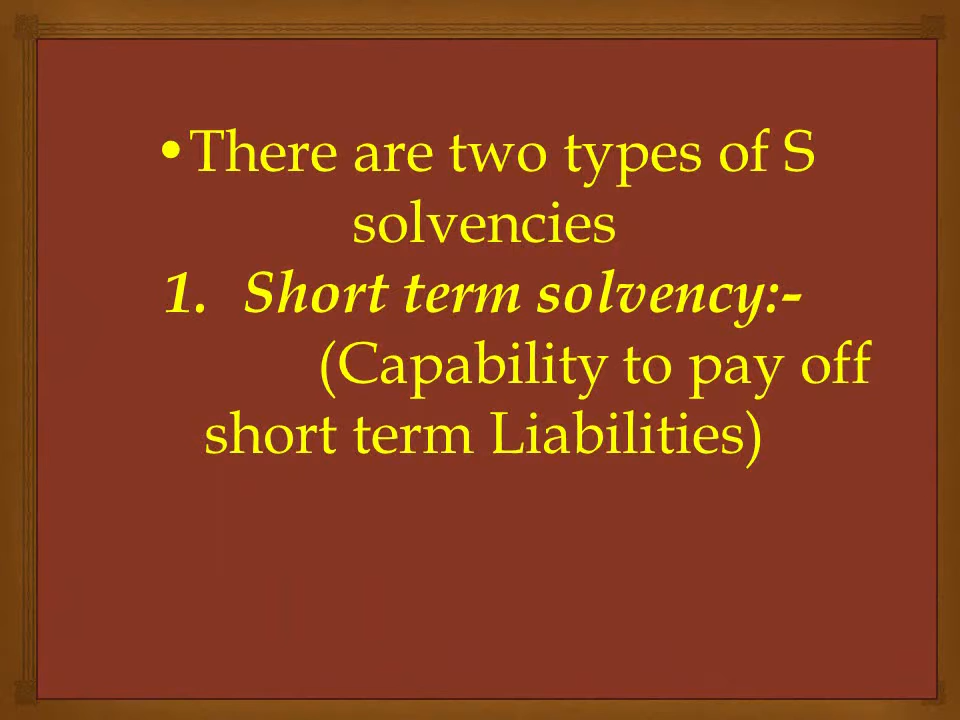 •There are two types of S
solvencies
1. Short term solvency:-
(Capability to pay off
short term Liabilities)